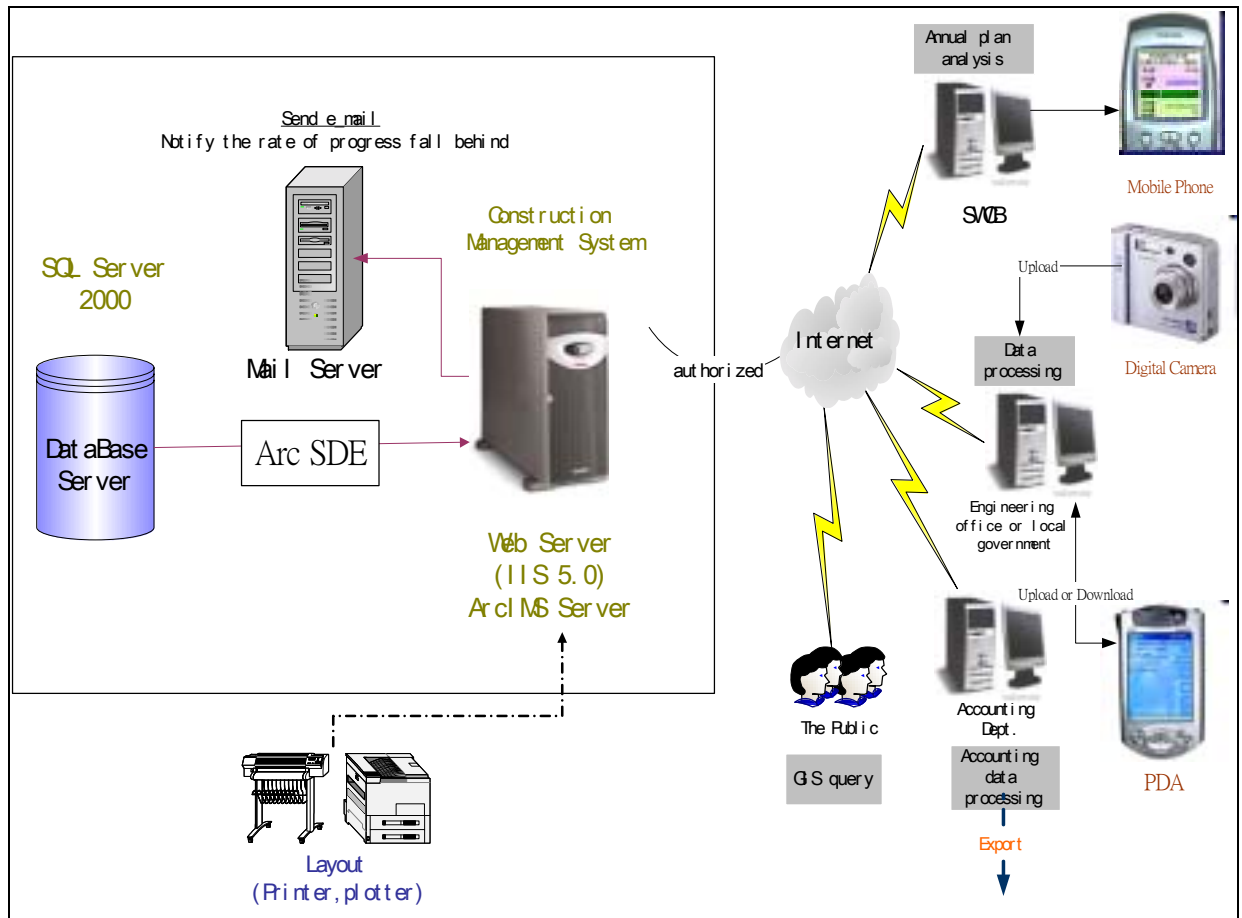 Send e_mail
Notify the rate of progress fall behind
Construction
Management System
SQL Server
2000
Mail Server
DataBase
Server
Arc SDE
Web Server
(IIS 5.0)
ArcIMS Server
Layout
(Printer, plotter)
authorized
Internet
Annual plan
analysis
SWCB
Mobile Phone
Upload
Digital Camera
Data
processing
Engineering
office or local
government
Upload or Download
PDA
The Public
GIS query
Accounting
Dept.
Accounting
data
processing
Export